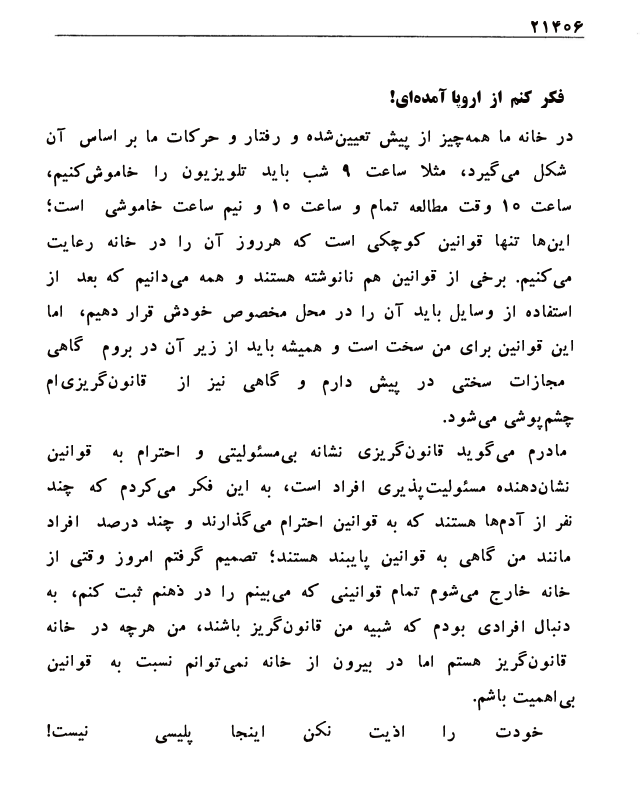 ۲۱۴۰۶
فکر کنم از اروپا آمده‌ای!
در خانه ما همه‌چیز از پیش تعیین‌شده و رفتار و حرکات ما بر اساس آن
شکل می‌گیرد، مثلا ساعت ۹ شب باید تلویزیون را خاموش‌کنیم،
ساعت ۱۰ وقت مطالعه تمام و ساعت ۱۰ و نیم ساعت خاموشی است؛
این‌ها تنها قوانین کوچکی است که هرروز آن را در خانه رعایت
می‌کنیم. برخی از قوانین هم نانوشته هستند و همه می‌دانیم که بعد از
استفاده از وسایل باید آن را در محل مخصوص خودش قرار دهیم، اما
این قوانین برای من سخت است و همیشه باید از زیر آن در بروم گاهی
مجازات سختی در پیش دارم و گاهی نیز از قانون‌گریزی‌ام
چشم‌پوشی می‌شود.
مادرم می‌گوید قانون‌گریزی نشانه بی‌مسئولیتی و احترام به قوانین
نشان‌دهنده مسئولیت‌پذیری افراد است، به این فکر می‌کردم که چند
نفر از آدم‌ها هستند که به قوانین احترام می‌گذارند و چند درصد افراد
مانند من گاهی به قوانین پایبند هستند؛ تصمیم گرفتم امروز وقتی از
خانه خارج می‌شوم تمام قوانینی که می‌بینم را در ذهنم ثبت کنم، به
دنبال افرادی بودم که شبیه من قانون‌گریز باشند، من هرچه در خانه
قانون‌گریز هستم اما در بیرون از خانه نمی‌توانم نسبت به قوانین
بی‌اهمیت باشم.
خودت را اذیت نکن اینجا پلیسی نیست!